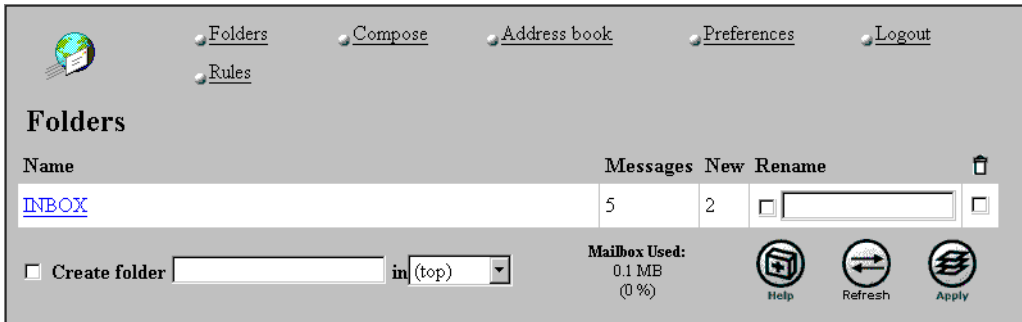 Folders Compose Address book Preferences Logout
Rules
Folders
Name Messages New Rename
INBOX 5 2
Create folder in (top)
Mailbox Used:
0.1 MB
(0 %)
Help Refresh Apply